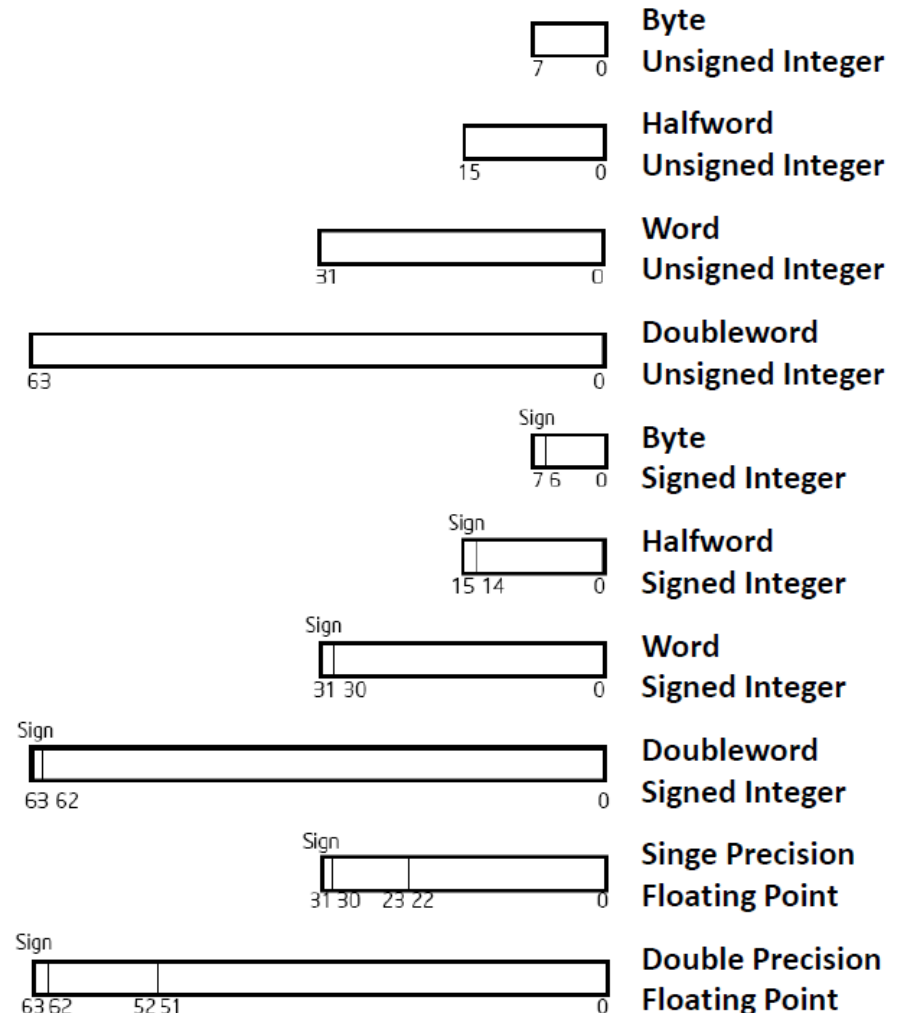 Byte
Unsigned Integer
7 0
Halfword
Unsigned Integer
15 0
Word
Unsigned Integer
31 0
Doubleword
Unsigned Integer
63 0
Sign
Byte
Signed Integer
7 6 0
Sign
Halfword
Signed Integer
15 14 0
Sign
Word
Signed Integer
31 30 0
Sign
Doubleword
Signed Integer
63 62 0
Sign
Singe Precision
Floating Point
31 30 23 22 0
Sign
Double Precision
Floating Point
63 62 52 51 0